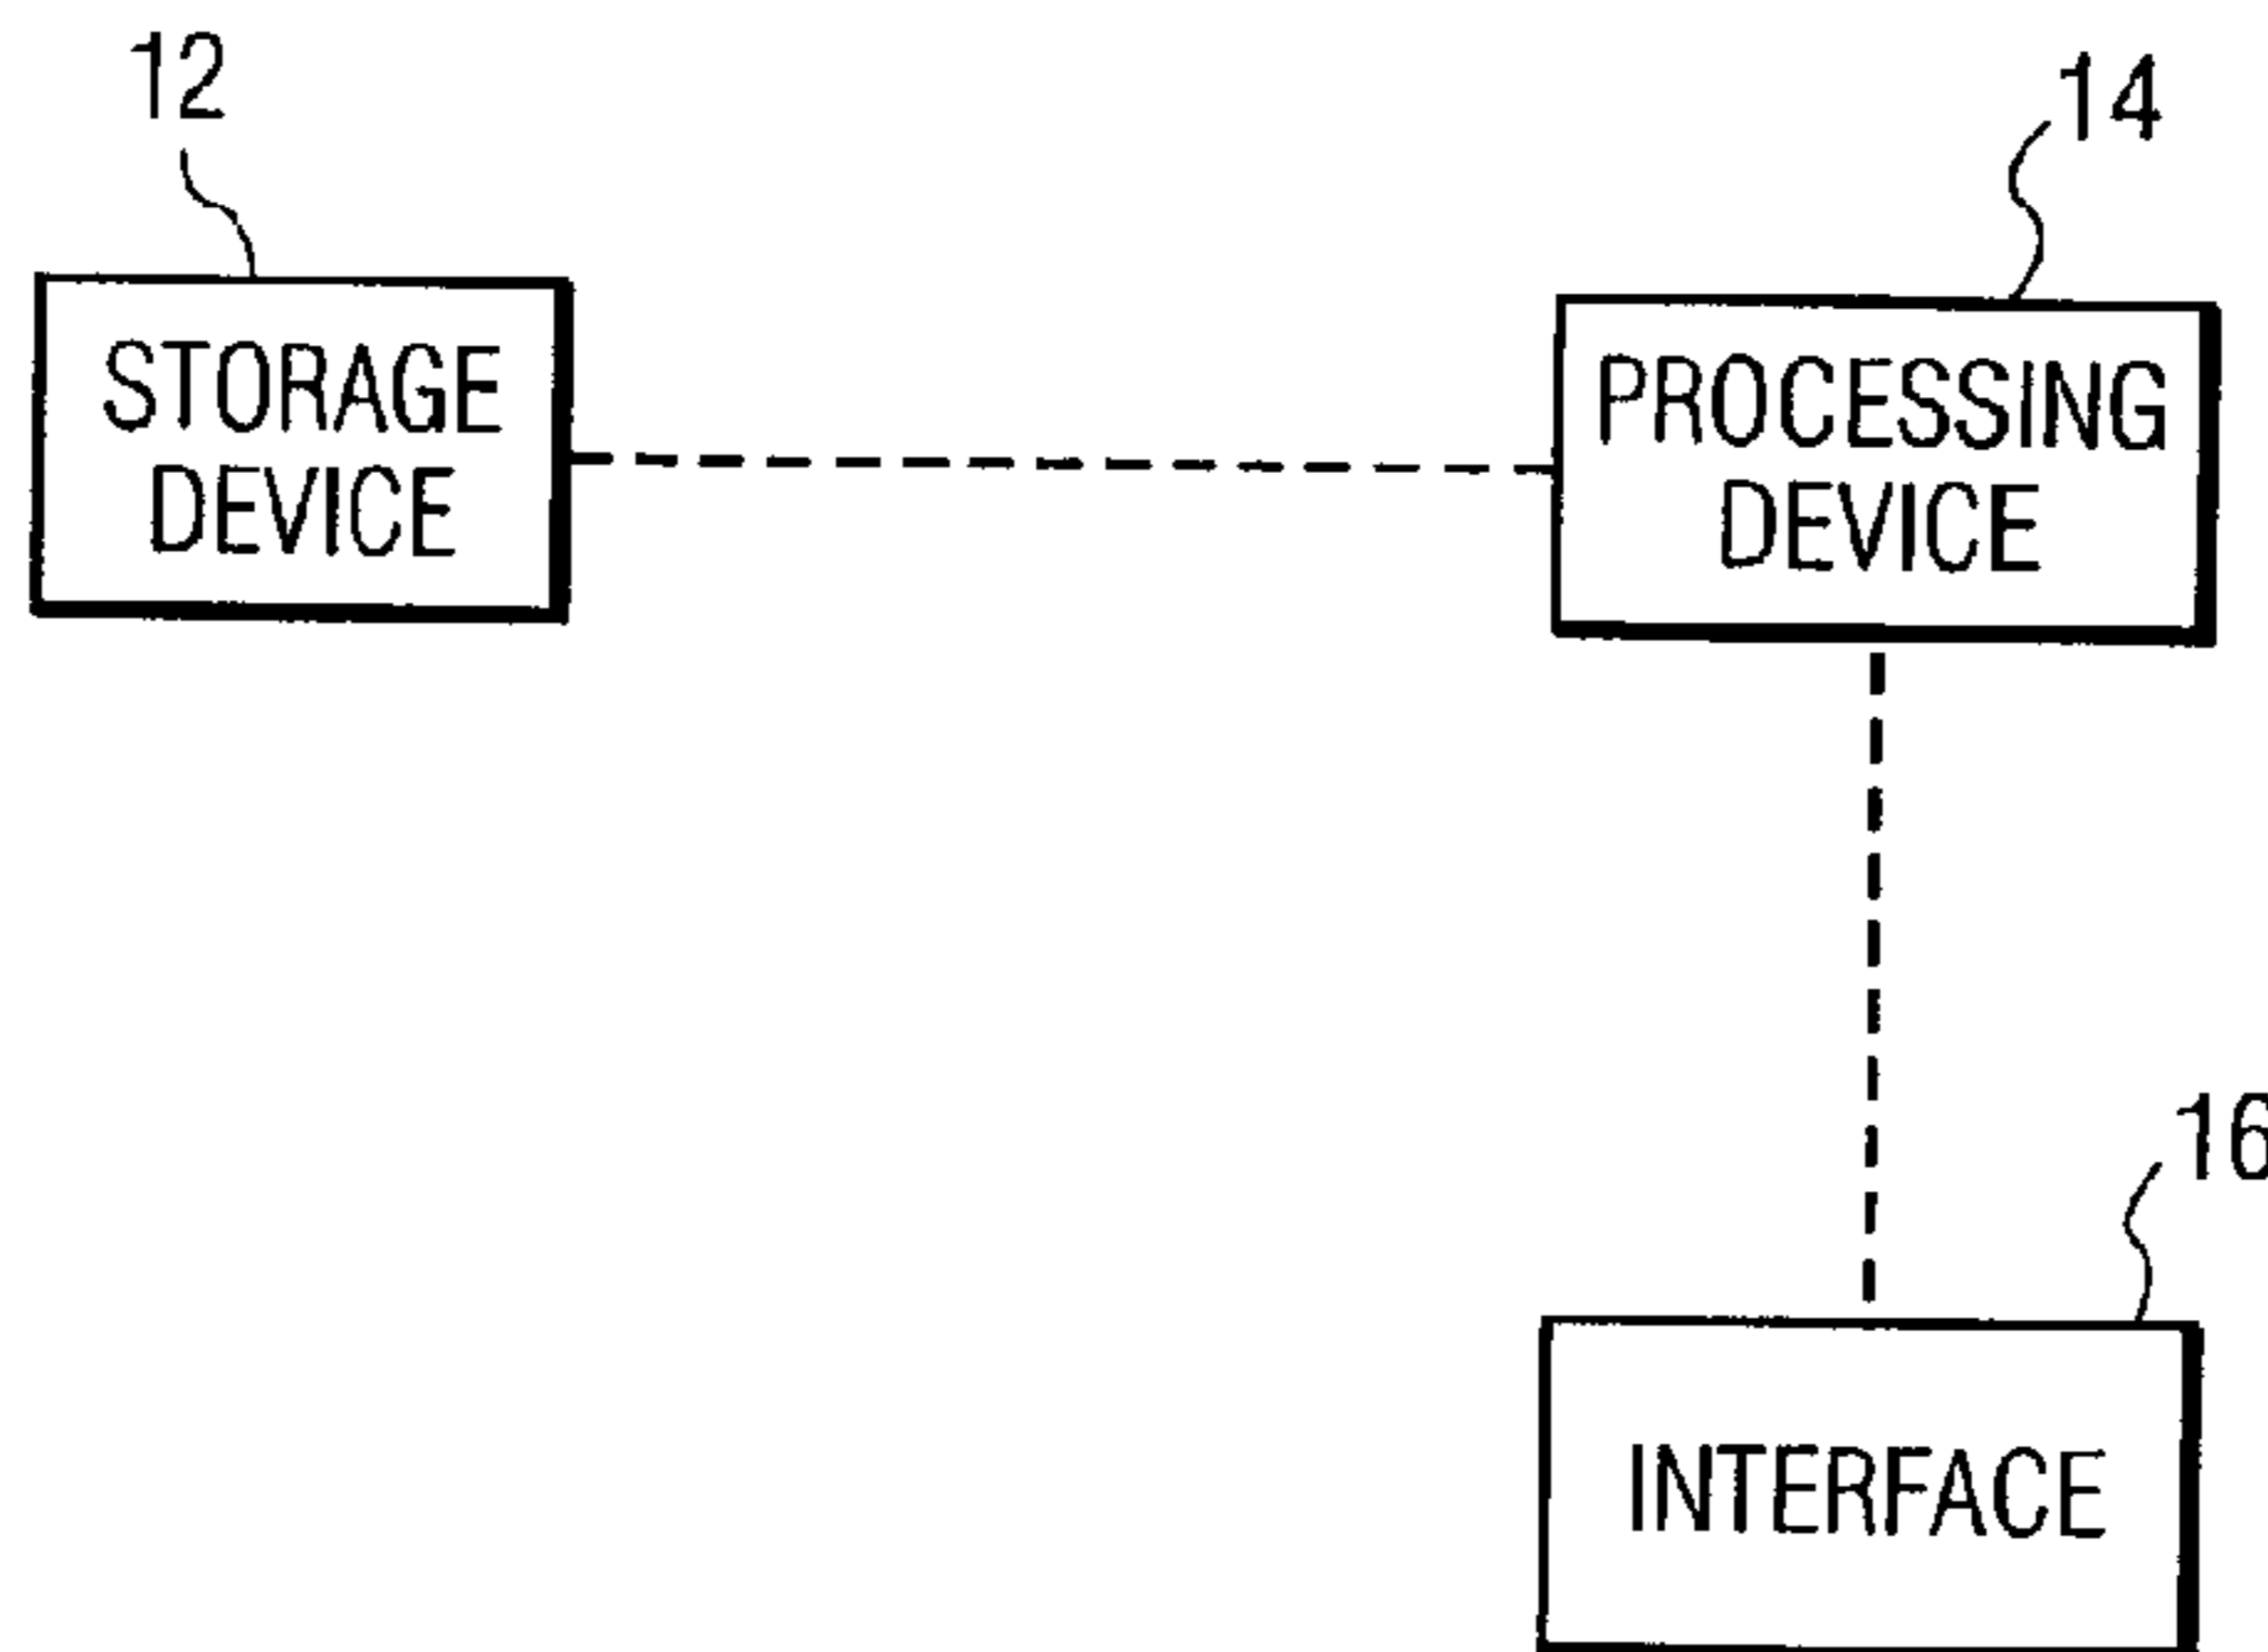 12
14
STORAGE
DEVICE
PROCESSING
DEVICE
16
INTERFACE